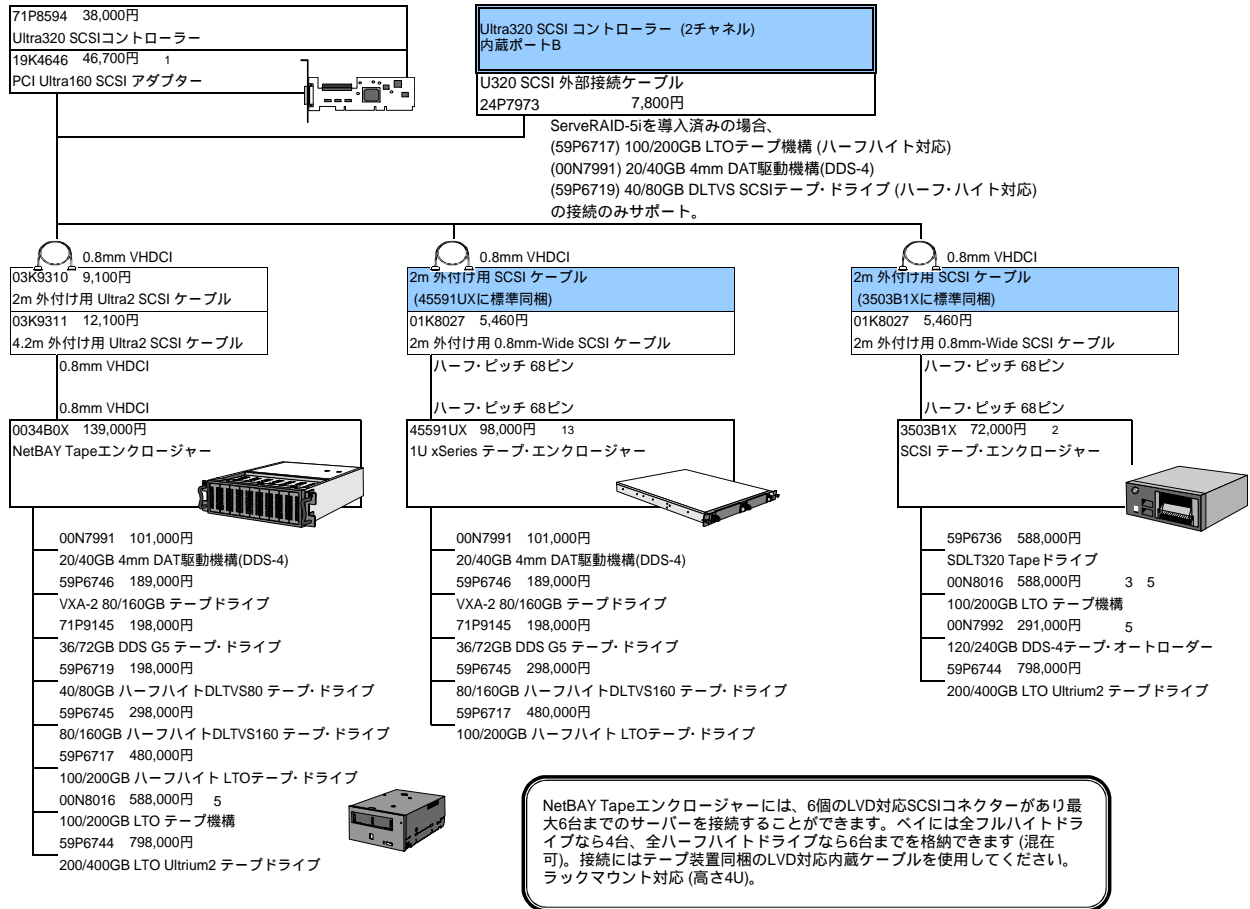 71P8594 38,000円
Ultra320 SCSIコントローラー
19K4646 46,700円 1
PCI Ultra160 SCSI アダプター
Ultra320 SCSI コントローラー (2チャネル)
内蔵ポートB
U320 SCSI 外部接続ケーブル
24P7973 7,800円
ServeRAID-5iを導入済みの場合、
(59P6717) 100/200GB LTOテープ機構 (ハーフハイト対応)
(00N7991) 20/40GB 4mm DAT駆動機構(DDS-4)
(59P6719) 40/80GB DLTVS SCSIテープ・ドライブ (ハーフ・ハイト対応)
の接続のみサポート。
0.8mm VHDCI
03K9310 9,100円
2m 外付け用 Ultra2 SCSI ケーブル
03K9311 12,100円
4.2m 外付け用 Ultra2 SCSI ケーブル
0.8mm VHDCI
0.8mm VHDCI
0034B0X 139,000円
NetBAY Tapeエンクロージャー
00N7991 101,000円
20/40GB 4mm DAT駆動機構(DDS-4)
59P6746 189,000円
VXA-2 80/160GB テープドライブ
71P9145 198,000円
36/72GB DDS G5 テープ・ドライブ
59P6719 198,000円
40/80GB ハーフハイトDLTVS80 テープ・ドライブ
59P6745 298,000円
80/160GB ハーフハイトDLTVS160 テープ・ドライブ
59P6717 480,000円
100/200GB ハーフハイト LTOテープ・ドライブ
00N8016 588,000円 5
100/200GB LTO テープ機構
59P6744 798,000円
200/400GB LTO Ultrium2 テープドライブ
0.8mm VHDCI
2m 外付け用 SCSI ケーブル
(45591UXに標準同梱)
01K8027 5,460円
2m 外付け用 0.8mm-Wide SCSI ケーブル
ハーフ・ピッチ 68ピン
ハーフ・ピッチ 68ピン
45591UX 98,000円 13
1U xSeries テープ・エンクロージャー
00N7991 101,000円
20/40GB 4mm DAT駆動機構(DDS-4)
59P6746 189,000円
VXA-2 80/160GB テープドライブ
71P9145 198,000円
36/72GB DDS G5 テープ・ドライブ
59P6745 298,000円
80/160GB ハーフハイトDLTVS160 テープ・ドライブ
59P6717 480,000円
100/200GB ハーフハイト LTOテープ・ドライブ
0.8mm VHDCI
2m 外付け用 SCSI ケーブル
(3503B1Xに標準同梱)
01K8027 5,460円
2m 外付け用 0.8mm-Wide SCSI ケーブル
ハーフ・ピッチ 68ピン
ハーフ・ピッチ 68ピン
3503B1X 72,000円 2
SCSI テープ・エンクロージャー
59P6736 588,000円
SDLT320 Tapeドライブ
00N8016 588,000円 3 5
100/200GB LTO テープ機構
00N7992 291,000円 5
120/240GB DDS-4テープ・オートローダー
59P6744 798,000円
200/400GB LTO Ultrium2 テープドライブ
NetBAY Tapeエンクロージャーには、6個のLVD対応SCSIコネクターがあり最
大6台までのサーバーを接続することができます。ベイには全フルハイトドラ
イブなら4台、全ハーフハイトドライブなら6台までを格納できます (混在
可)。接続にはテープ装置同梱のLVD対応内蔵ケーブルを使用してください。
ラックマウント対応 (高さ4U)。